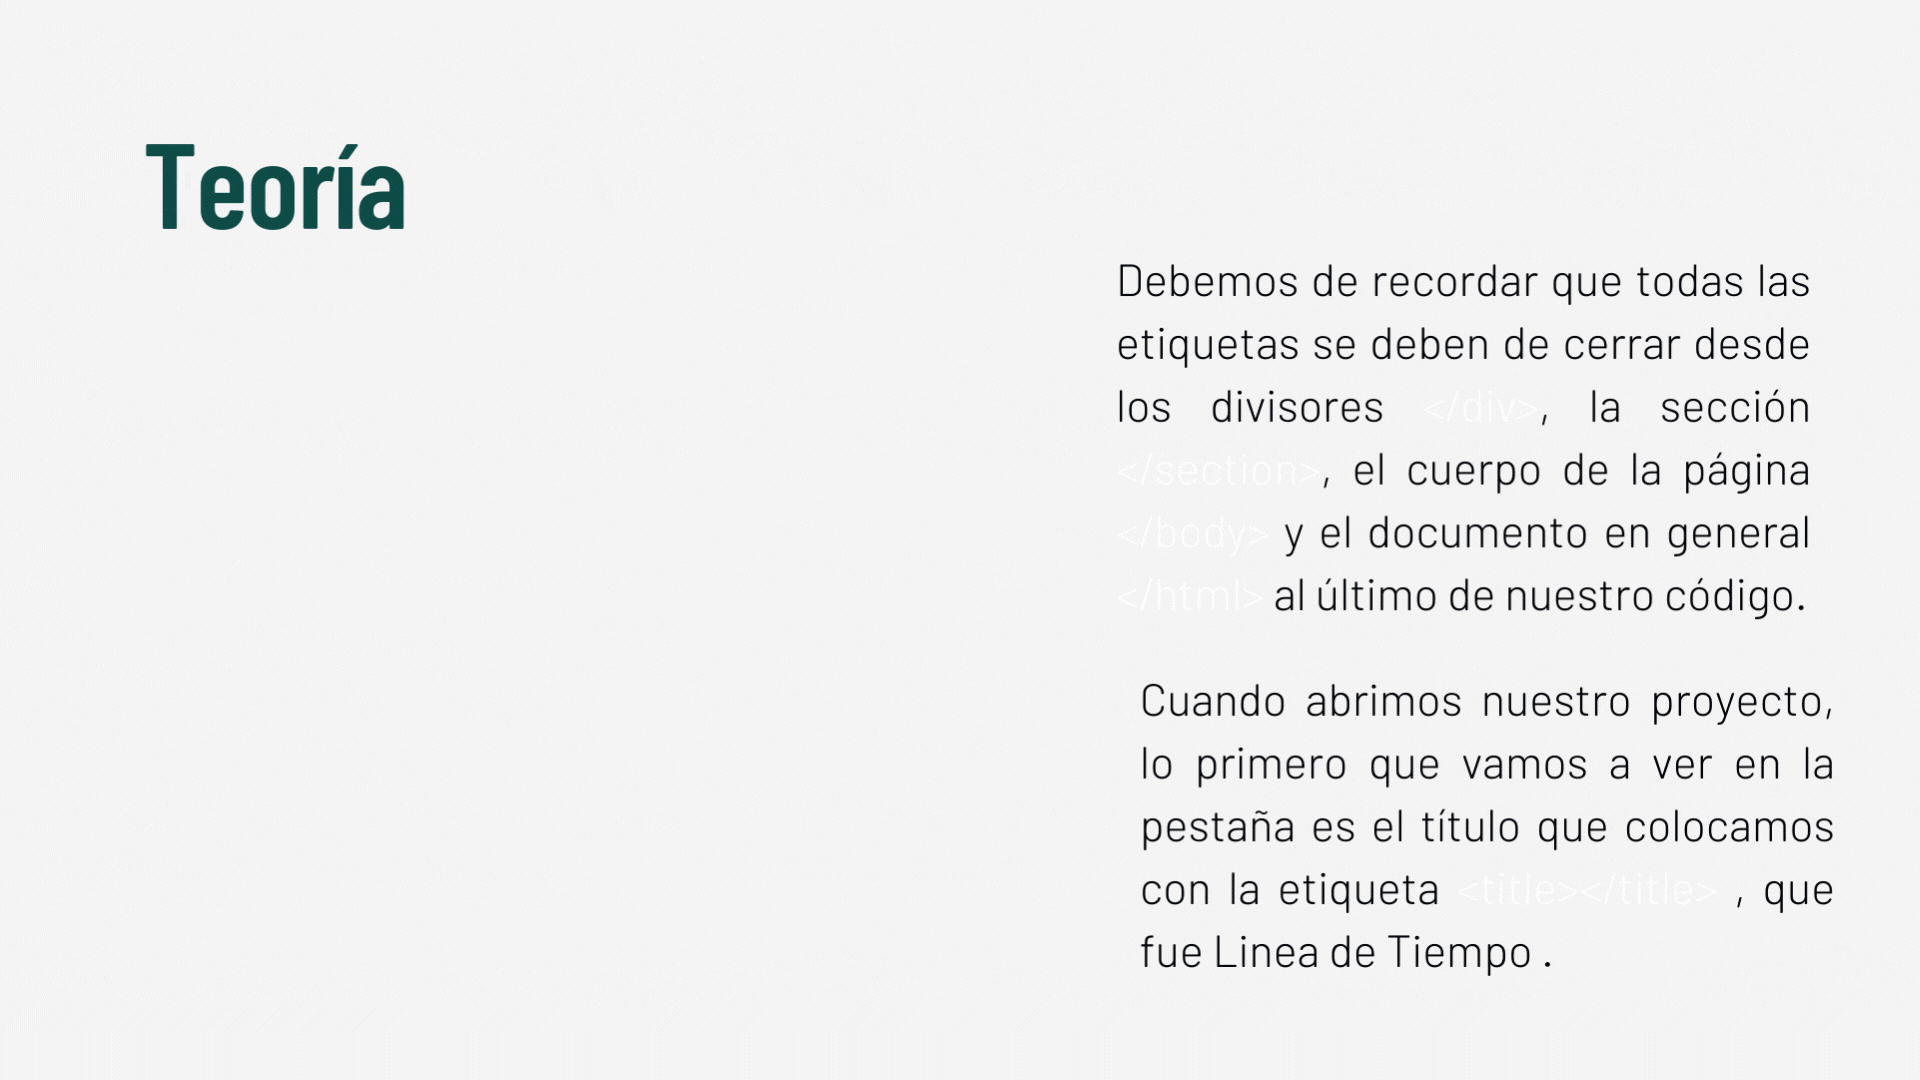 Teoría
Debemos de recordar que todas las
etiquetas se deben de cerrar desde
los divisores </div>, la sección
</section>, el cuerpo de la página
</body> y el documento en general
</html> al último de nuestro código.
Cuando abrimos nuestro proyecto,
lo primero que vamos a ver en la
pestaña es el título que colocamos
con la etiqueta <title></title> , que
fue Linea de Tiempo .